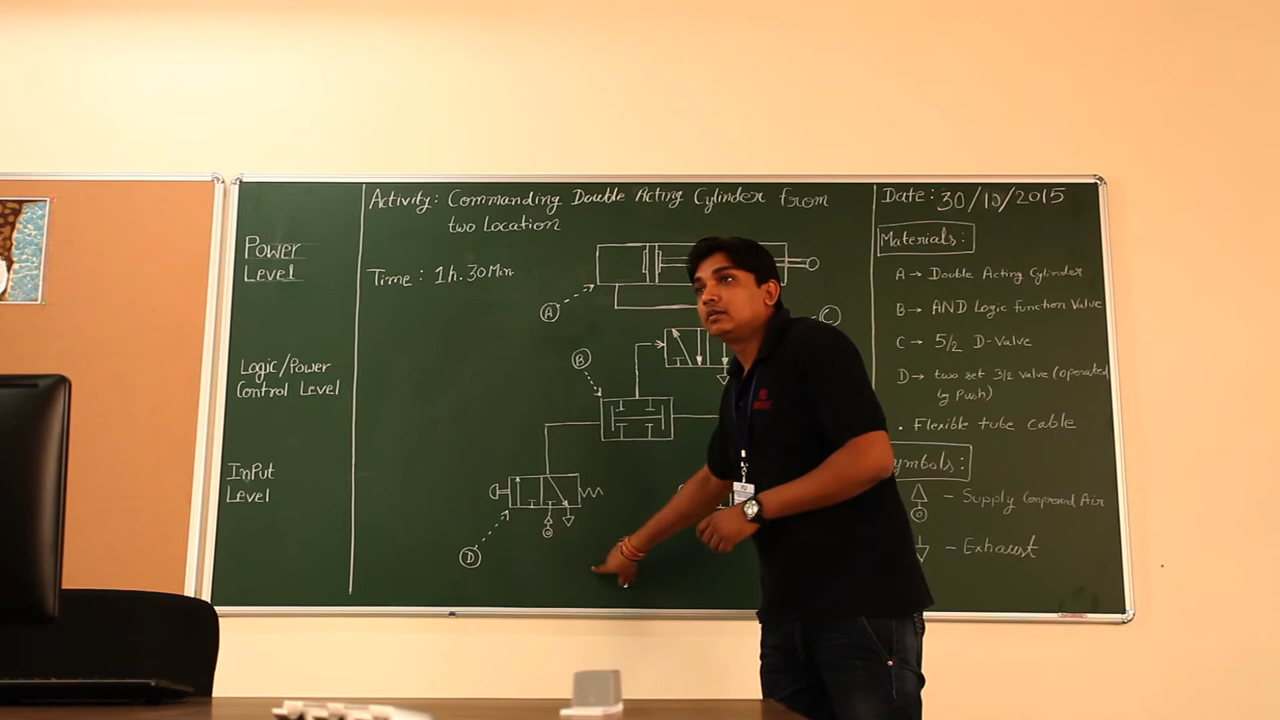 Activity: Commanding Double Acting Cylinder from
two Location
Time: 1h. 30Min
Power
Level
Logic/Power
Control Level
InPut
Level
A
B
C
D
Date: 30/10/2015
Materials:
A → Double Acting Cylinder
B → AND Logic function Valve
C → 5/2 D-Valve
D → two set 3/2 valve (operated
by Push)
. Flexible tube cable
ymbols:
- Supply Compressed Air
- Exhaust